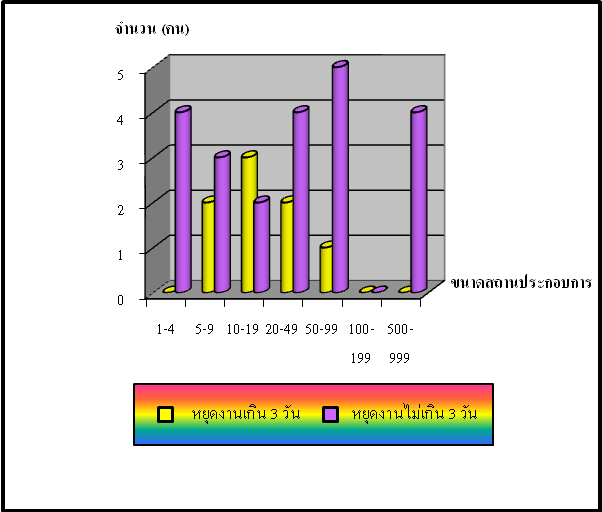 จำนวน (คน)
5
4
3
2
1
0
ขนาดสถานประกอบการ
1-4 5-9 10-19 20-49 50-99 100-199 500-999
หยุดงานเกิน 3 วัน หยุดงานไม่เกิน 3 วัน